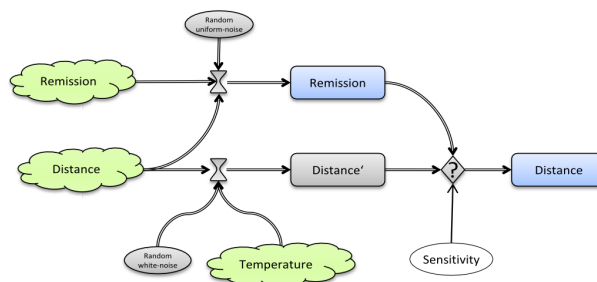 Random
uniform-noise
Remission
Remission
Distance
Distance‘
?
Distance
Random
white-noise
Temperature
Sensitivity